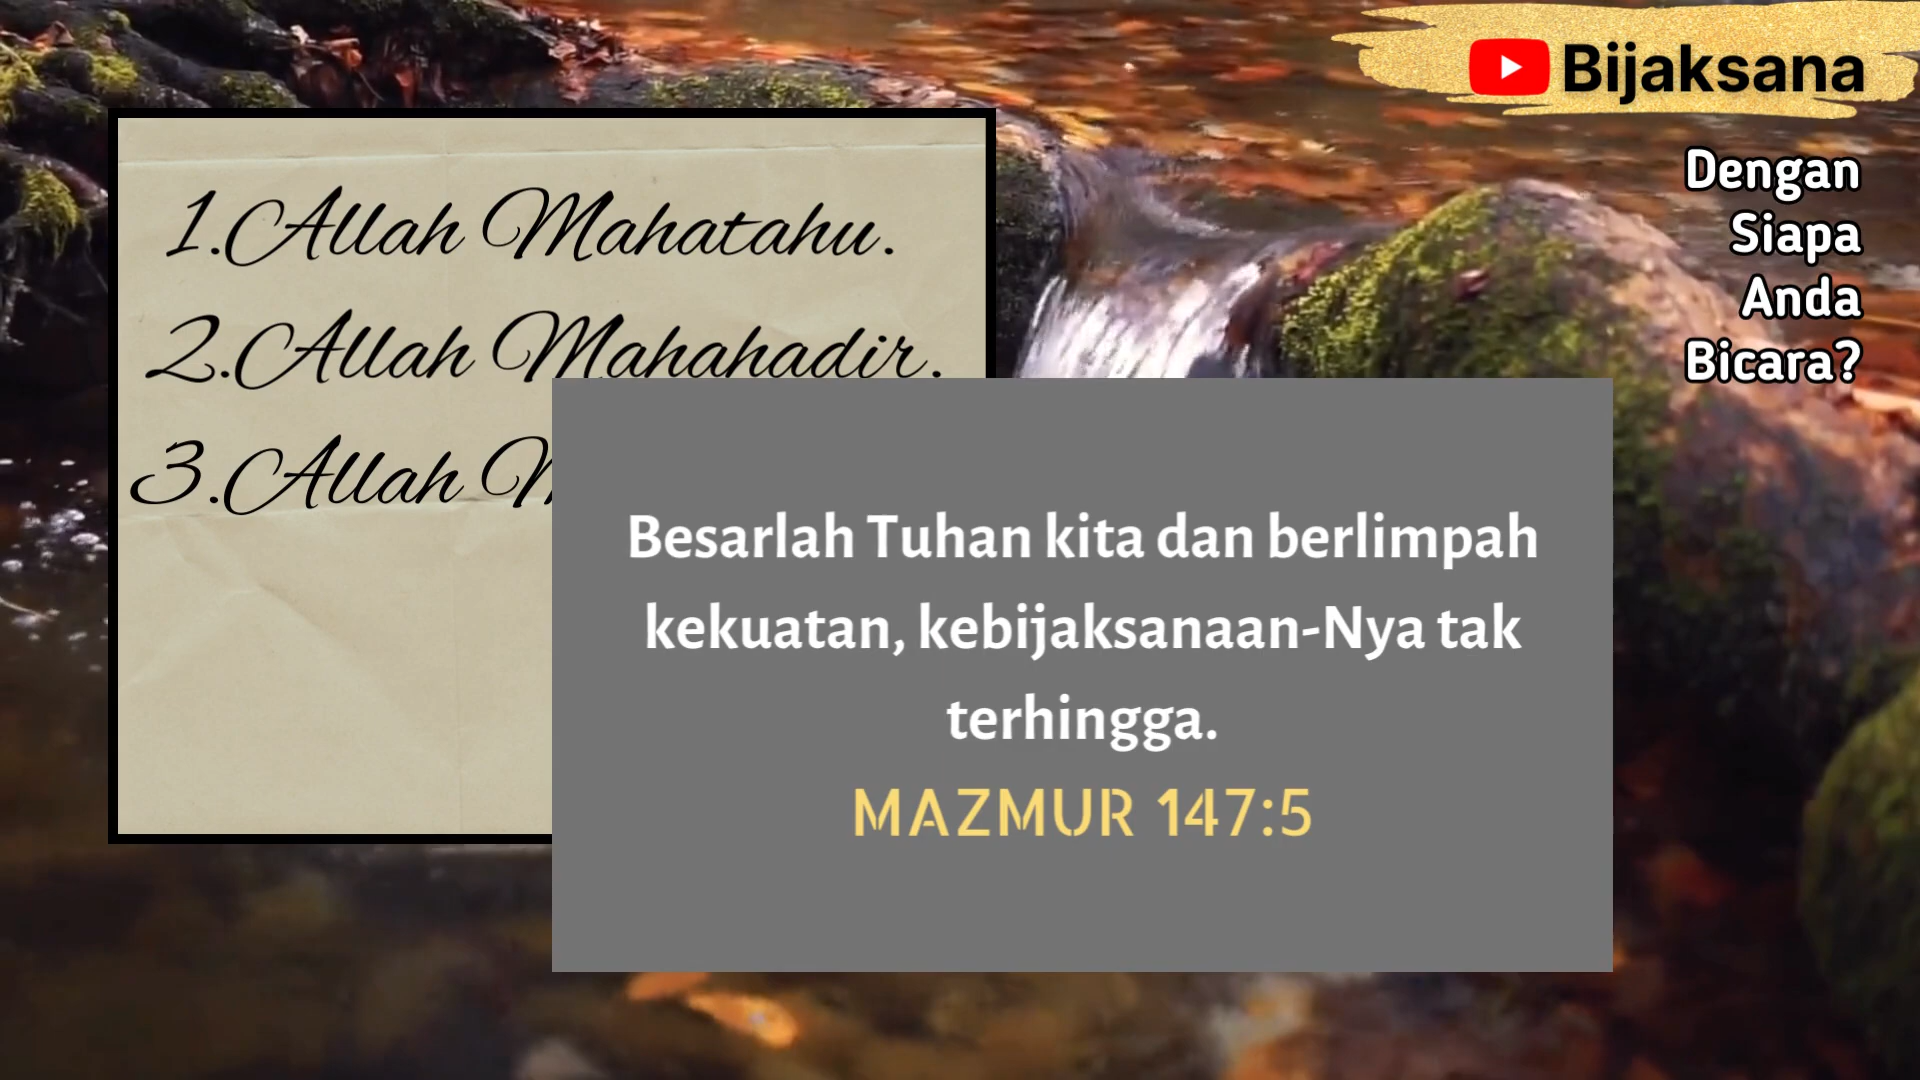 Bijaksana
Dengan
Siapa
Anda
Bicara?
1.Allah Mahatahu.
2.Allah Mahahadir.
3.Allah
Besarlah Tuhan kita dan berlimpah
kekuatan, kebijaksanaan-Nya tak
terhingga.
MAZMUR 147:5